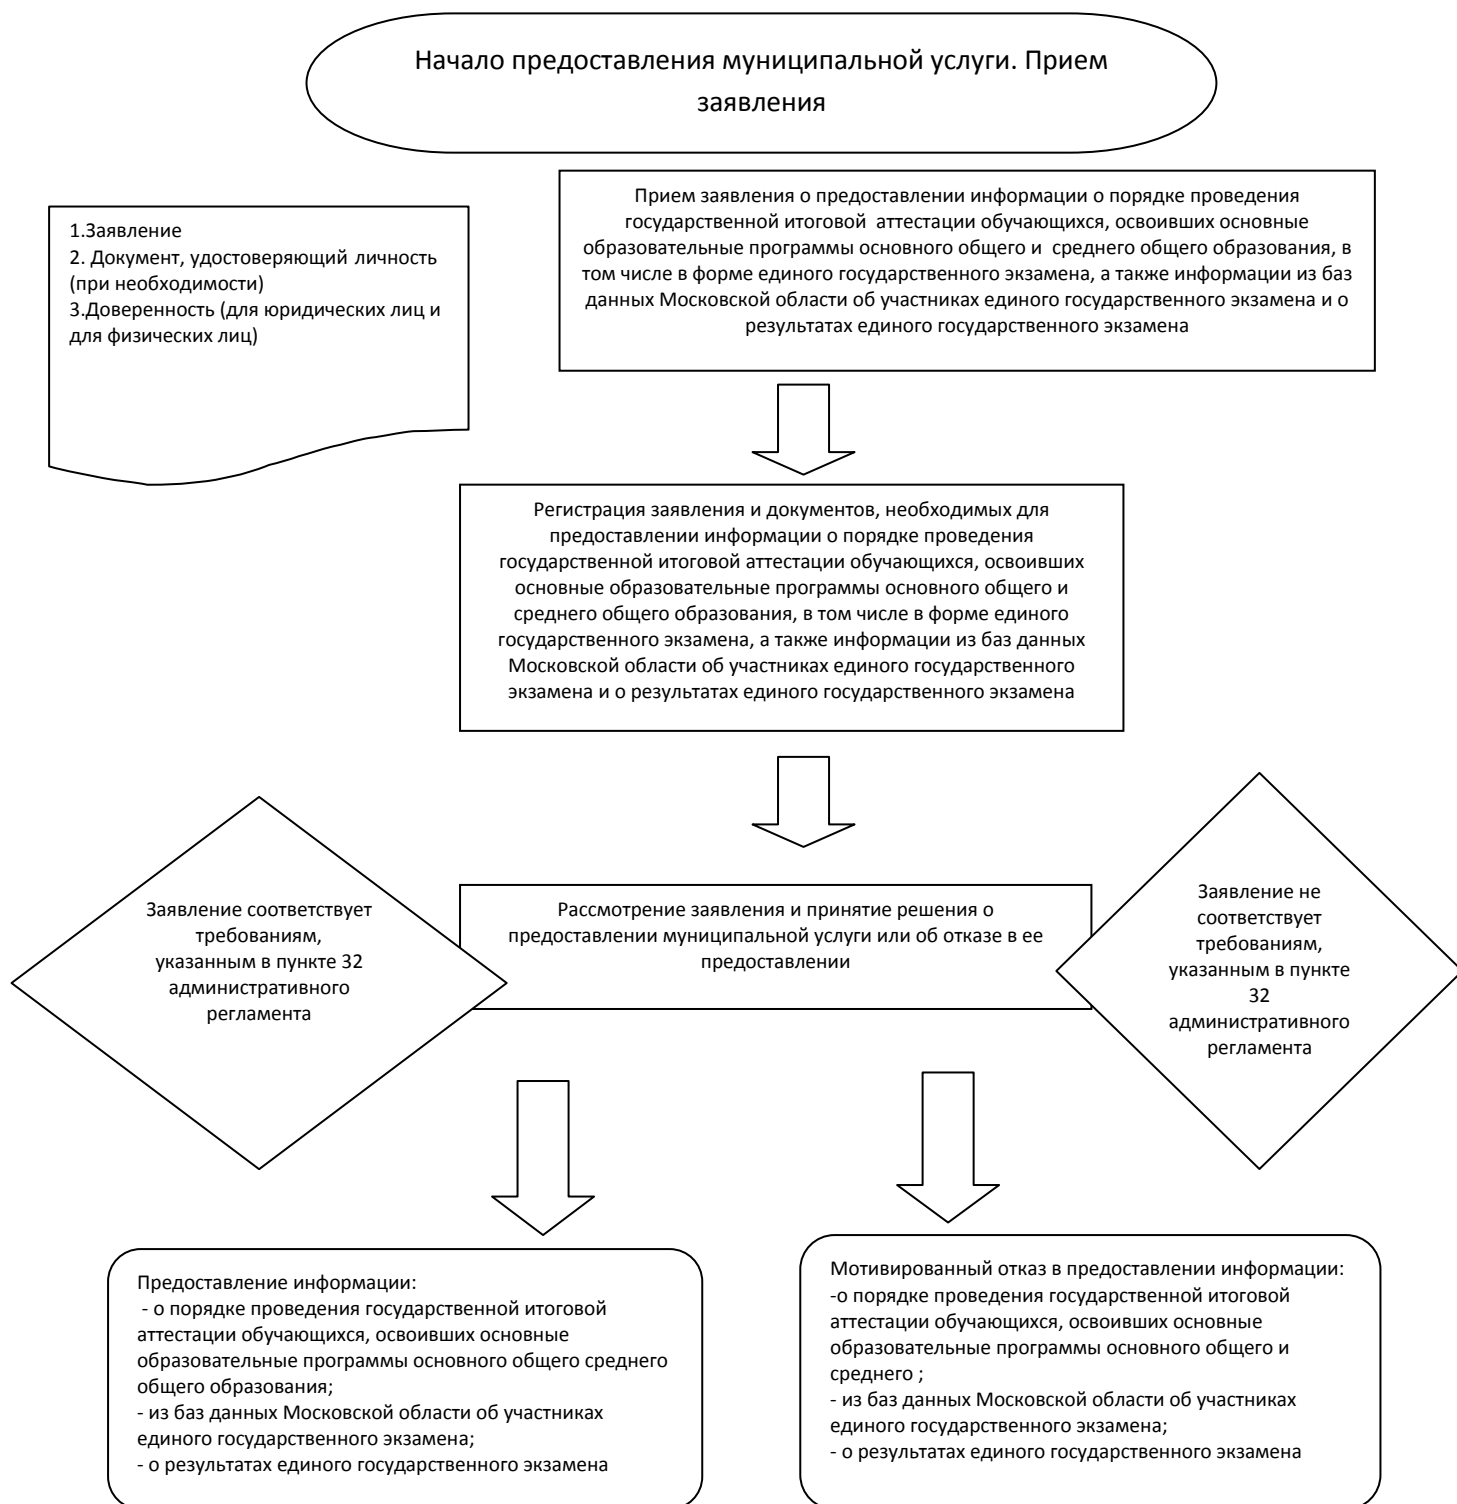 Начало предоставления муниципальной услуги. Прием
заявления
Прием заявления о предоставлении информации о порядке проведения
государственной итоговой  аттестации обучающихся, освоивших основные
образовательные программы основного общего и  среднего общего образования, в
том числе в форме единого государственного экзамена, а также информации из баз
данных Московской области об участниках единого государственного экзамена и о
результатах единого государственного экзамена
1.Заявление
2. Документ, удостоверяющий личность
(при необходимости)
3.Доверенность (для юридических лиц и
для физических лиц)
Регистрация заявления и документов, необходимых для
предоставлении информации о порядке проведения
государственной итоговой аттестации обучающихся, освоивших
основные образовательные программы основного общего и
среднего общего образования, в том числе в форме единого
государственного экзамена, а также информации из баз данных
Московской области об участниках единого государственного
экзамена и о результатах единого государственного экзамена
Заявление соответствует
требованиям,
указанным в пункте 32
административного
регламента
Рассмотрение заявления и принятие решения о
предоставлении муниципальной услуги или об отказе в ее
предоставлении
Заявление не
соответствует
требованиям,
указанным в пункте
32
административного
регламента
Предоставление информации:
- о порядке проведения государственной итоговой
аттестации обучающихся, освоивших основные
образовательные программы основного общего среднего
общего образования;
- из баз данных Московской области об участниках
единого государственного экзамена;
- о результатах единого государственного экзамена
Мотивированный отказ в предоставлении информации:
-о порядке проведения государственной итоговой
аттестации обучающихся, освоивших основные
образовательные программы основного общего и
среднего ;
- из баз данных Московской области об участниках
единого государственного экзамена;
- о результатах единого государственного экзамена